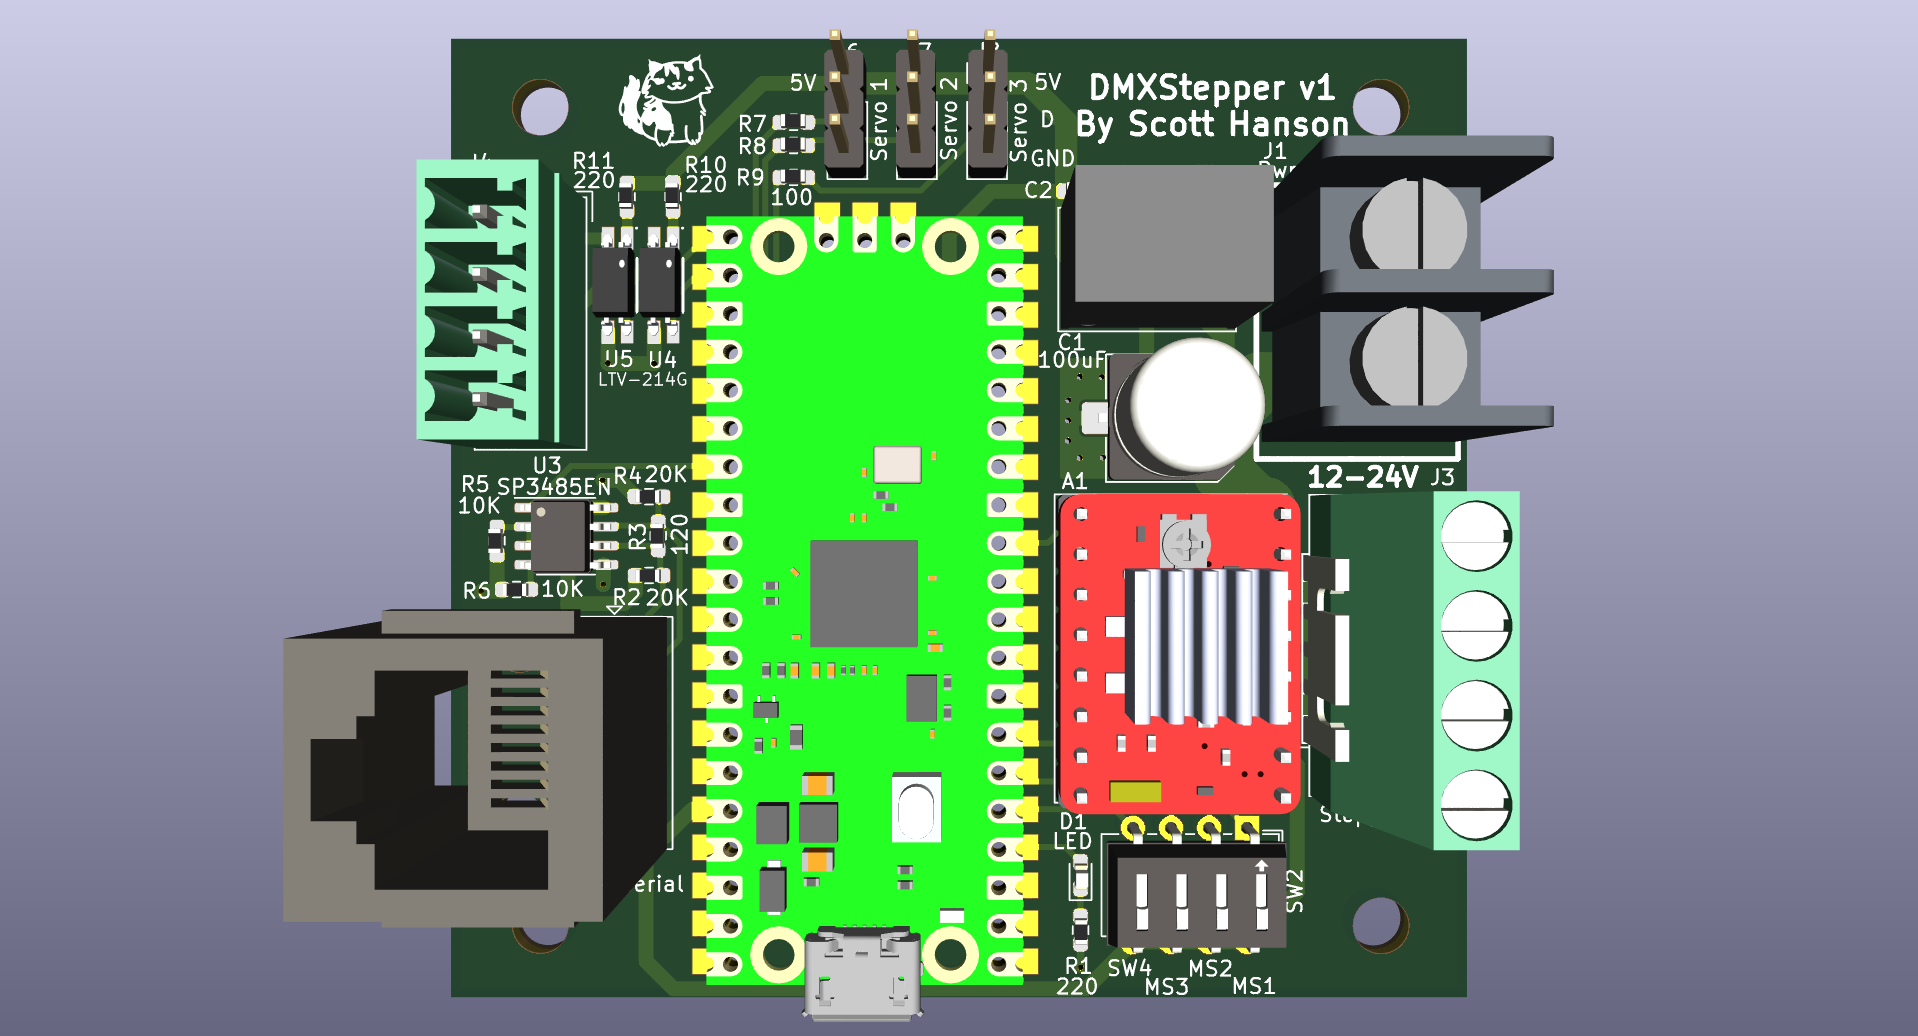 5V
Servo 1
Servo 2
Servo 3
5V
D
GND
DMXStepper v1
By Scott Hanson
R7
R8
R9
100
R11
220
R10
220
C2
J1
U5
U4
LTV-214G
C1
100uF
12-24V
J3
A1
U3
SP3485EN
R5
10K
R4
20K
R3
120
R6
10K
R2
20K
D1
LED
SW2
R1
220
SW4
MS3
MS2
MS1